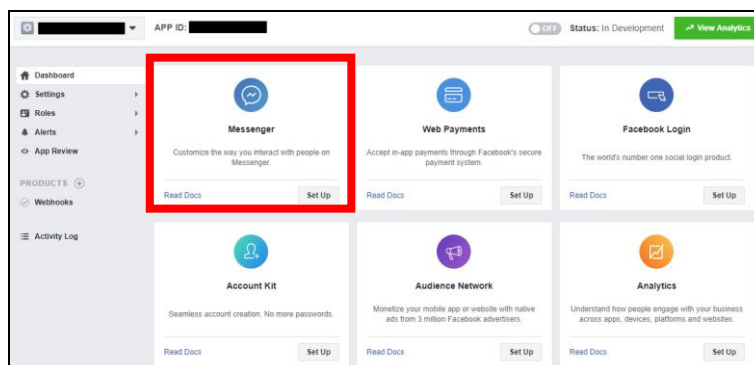 APP ID:
OFF
Status: In Development
View Analytics
Dashboard
Settings
Roles
Alerts
App Review
PRODUCTS
Webhooks
Activity Log
Messenger
Customize the way you interact with people on
Messenger.
Read Docs
Set Up
Web Payments
Accept in-app payments through Facebook's secure
payment system.
Read Docs
Set Up
Facebook Login
The world's number one social login product.
Read Docs
Set Up
Account Kit
Seamless account creation. No more passwords.
Read Docs
Set Up
Audience Network
Monetize your mobile app or website with native
ads from 3 million Facebook advertisers.
Read Docs
Set Up
Analytics
Understand how people engage with your business
across apps, devices, platforms and websites.
Read Docs
Set Up